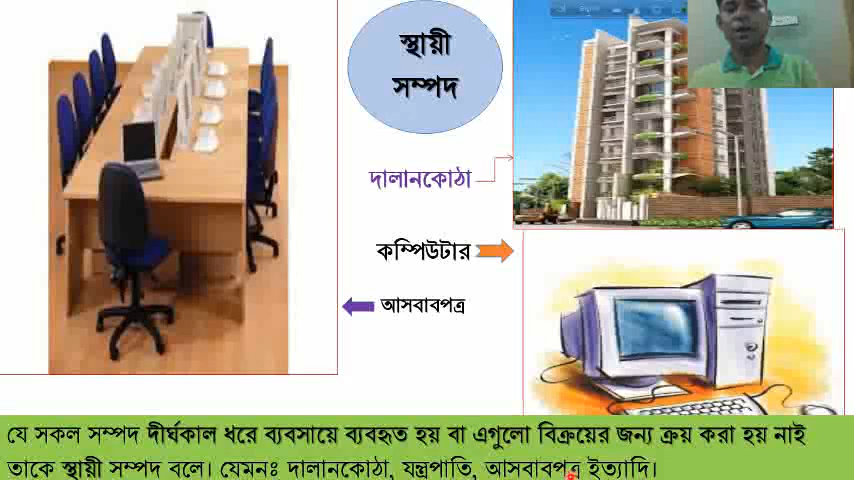 স্থায়ী
সম্পদ
দালানকোঠা
কম্পিউটার
আসবাবপত্র
যে সকল সম্পদ দীর্ঘকাল ধরে ব্যবসায়ে ব্যবহৃত হয় বা এগুলো বিক্রয়ের জন্য ক্রয় করা হয় নাই
তাকে স্থায়ী সম্পদ বলে। যেমনঃ দালানকোঠা, যন্ত্রপাতি, আসবাবপত্র ইত্যাদি।